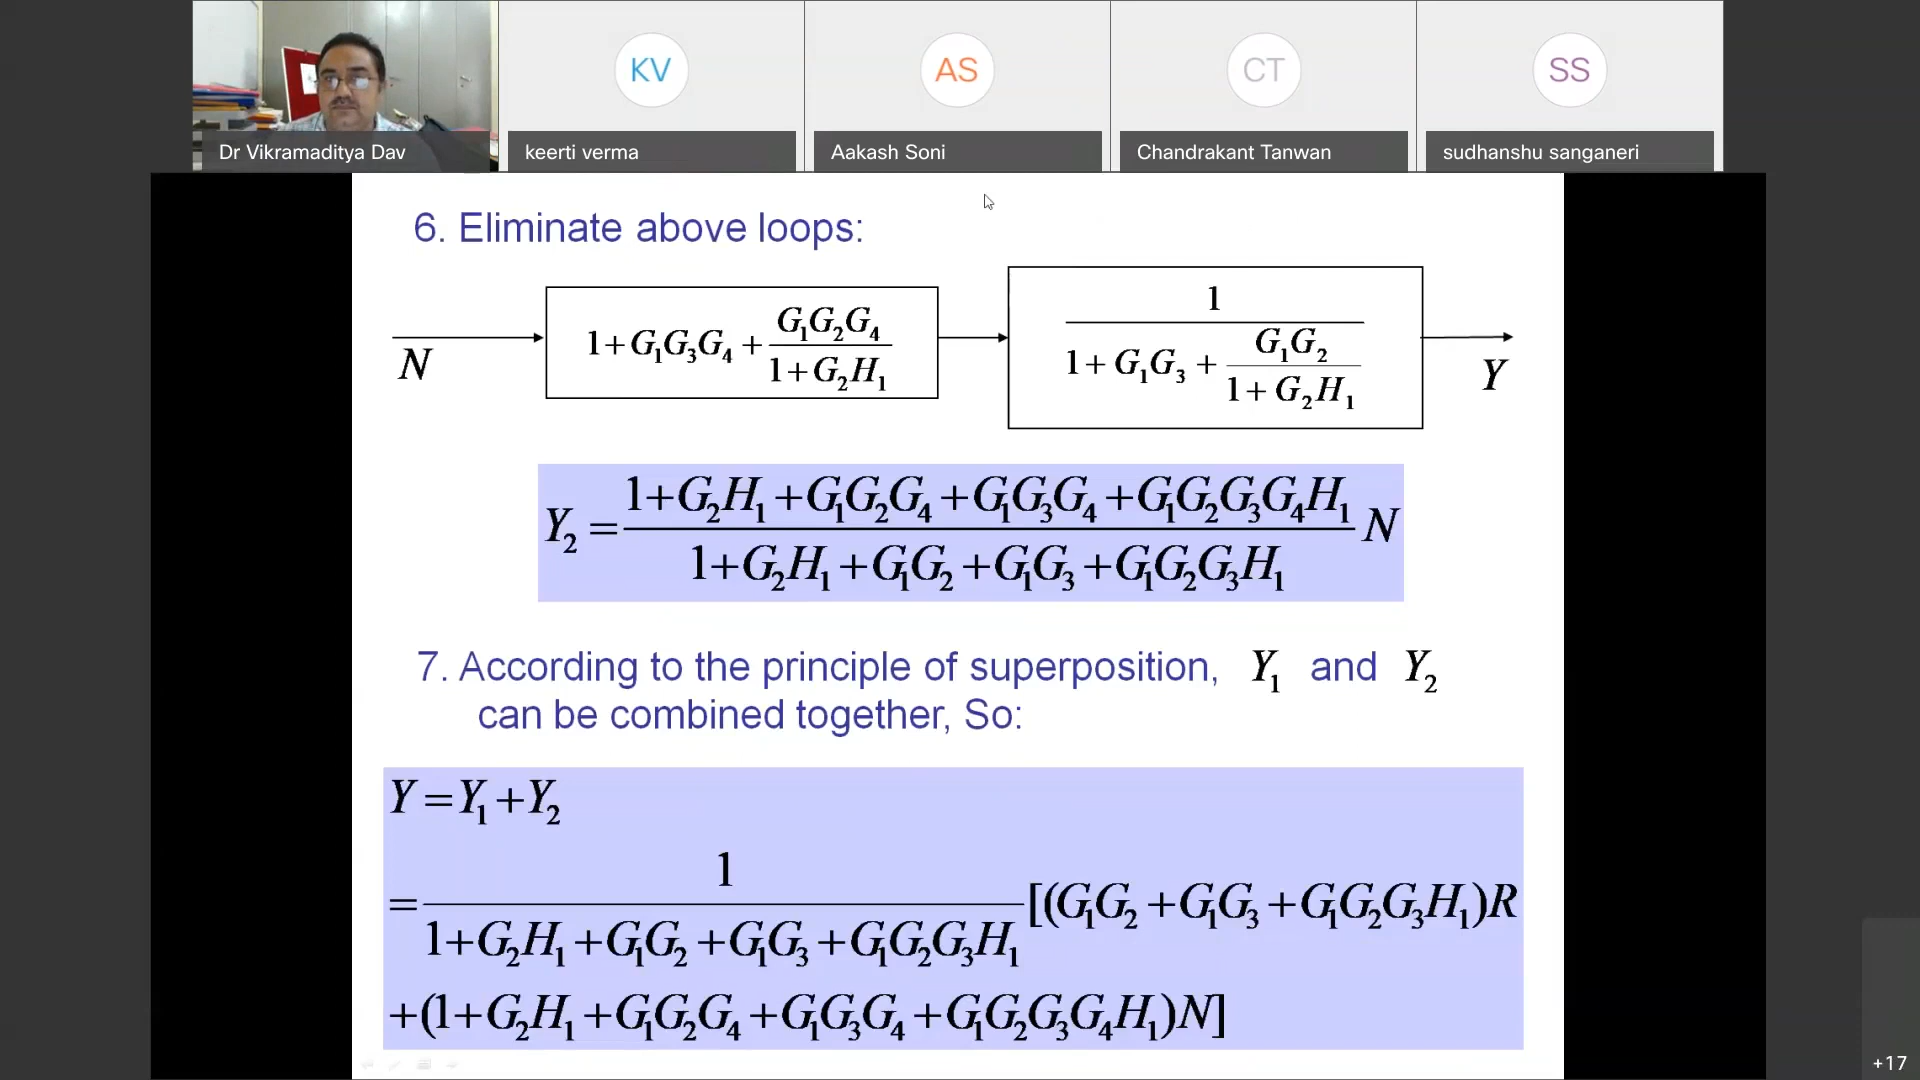 KV
AS
CT
SS
Dr Vikramaditya Dav
keerti verma
Aakash Soni
Chandrakant Tanwan
sudhanshu sanganeri
6. Eliminate above loops:
N
1+G₁G₃G₄+ G₁G₂G₄ / 1+G₂H₁
1 / 1+G₁G₃+ G₁G₂ / 1+G₂H₁
Y
Y₂ = 1+G₂H₁+G₁G₂G₄+G₁G₃G₄+G₁G₂G₃G₄H₁ / 1+G₂H₁+G₁G₂+G₁G₃+G₁G₂G₃H₁ N
7. According to the principle of superposition, Y₁ and Y₂
can be combined together, So:
Y=Y₁+Y₂
= 1 / 1+G₂H₁+G₁G₂+G₁G₃+G₁G₂G₃H₁ [(G₁G₂+G₁G₃+G₁G₂G₃H₁)R
+(1+G₂H₁+G₁G₂G₄+G₁G₃G₄+G₁G₂G₃G₄H₁)N]
+17